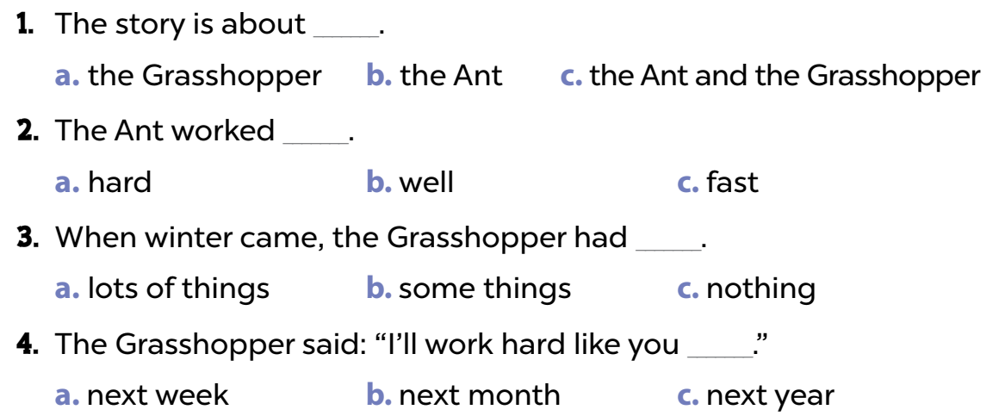 1. The story is about _____.
a. the Grasshopper b. the Ant c. the Ant and the Grasshopper
2. The Ant worked _____.
a. hard b. well c. fast
3. When winter came, the Grasshopper had _____.
a. lots of things b. some things c. nothing
4. The Grasshopper said: “I’ll work hard like you _____.”
a. next week b. next month c. next year